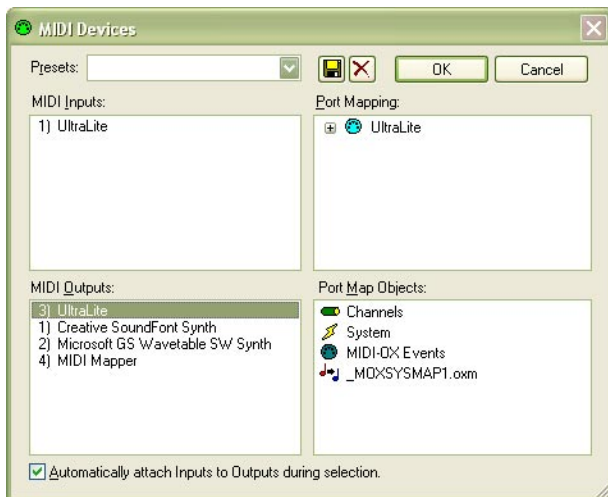 MIDI Devices
Presets:
OK
Cancel
MIDI Inputs:
1) UltraLite
Port Mapping:
UltraLite
MIDI Outputs:
3) UltraLite
1) Creative SoundFont Synth
2) Microsoft GS Wavetable SW Synth
4) MIDI Mapper
Port Map Objects:
Channels
System
MIDI-OX Events
_MOXSYSMAP1.oxm
Automatically attach Inputs to Outputs during selection.